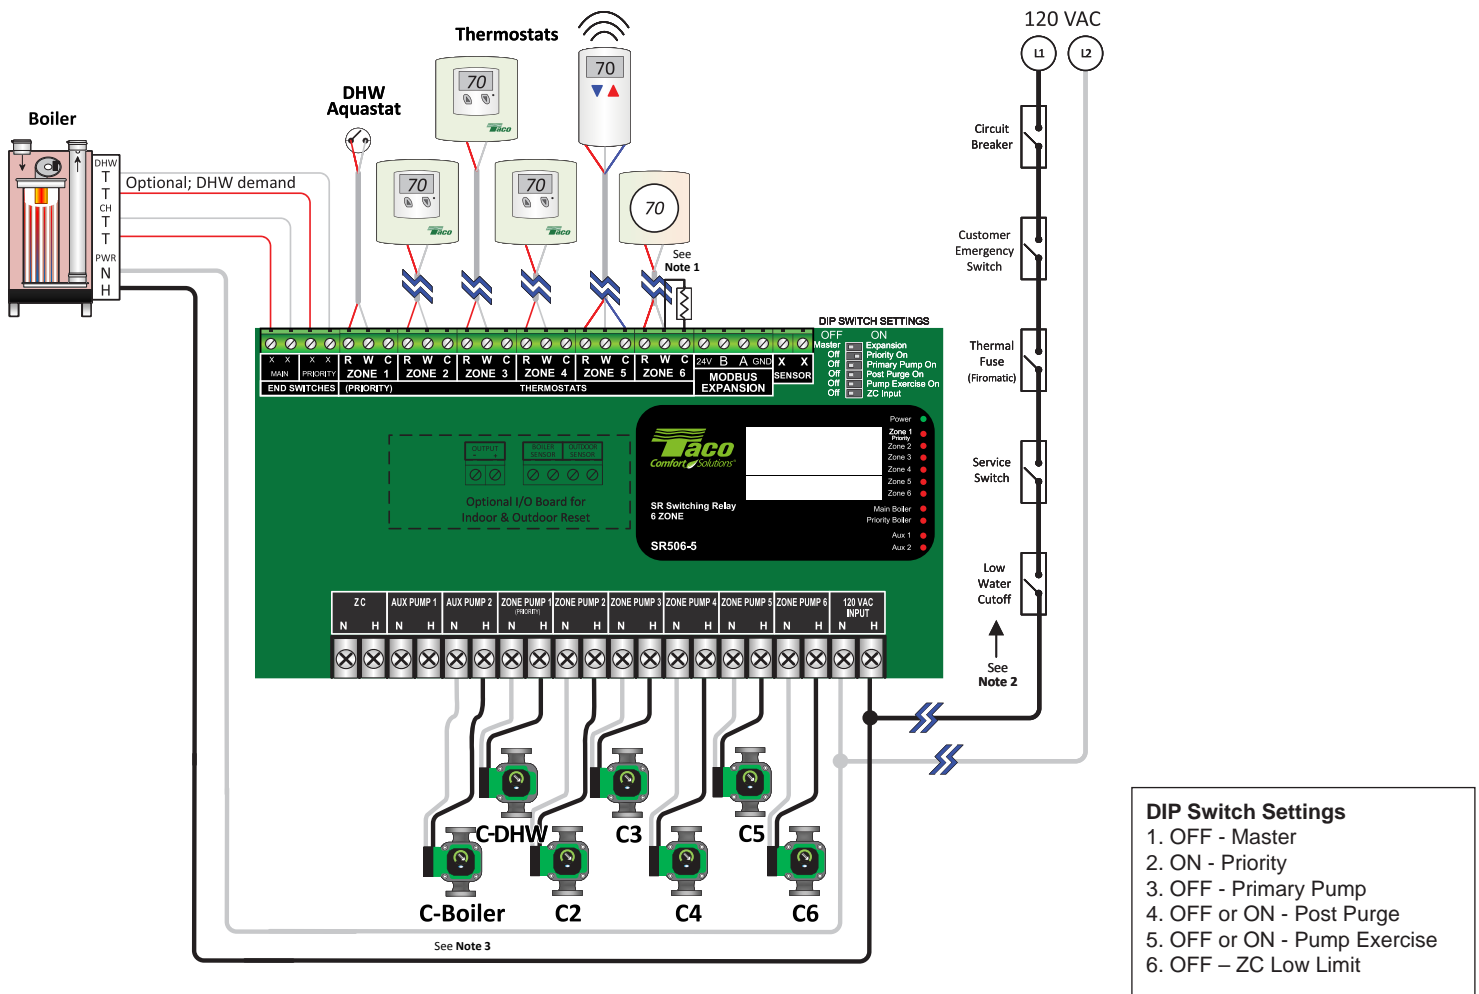 120 VAC
L1
L2
Thermostats
70
70
DHW
Aquastat
Boiler
Circuit
Breaker
DHW
T
T
CH
T
T
PWR
N
H
Optional; DHW demand
70
Taco
70
Taco
70
Taco
70
See
Note 1
Customer
Emergency
Switch
Thermal
Fuse
(Firomatic)
Service
Switch
Low
Water
Cutoff
See
Note 2
DIP SWITCH SETTINGS
OFF ON
Master Expansion
Off Priority On
Off Primary Pump On
Off Post Purge On
Off Pump Exercise On
Off ZC Input
X X X X R W C R W C R W C R W C R W C R W C 24V B A GND X X
MAIN PRIORITY ZONE 1 ZONE 2 ZONE 3 ZONE 4 ZONE 5 ZONE 6 MODBUS EXPANSION SENSOR
END SWITCHES (PRIORITY) THERMOSTATS
OUTPUT
- +
BOILER
SENSOR
OUTDOOR
SENSOR
Optional I/O Board for
Indoor & Outdoor Reset
Taco
Comfort Solutions
SR Switching Relay
6 ZONE
SR506-5
Power
Zone 1
Priority
Zone 2
Zone 3
Zone 4
Zone 5
Zone 6
Main Boiler
Priority Boiler
Aux 1
Aux 2
Z C AUX PUMP 1 AUX PUMP 2 ZONE PUMP 1 ZONE PUMP 2 ZONE PUMP 3 ZONE PUMP 4 ZONE PUMP 5 ZONE PUMP 6 120 VAC
(PRIORITY) INPUT
N H N H N H N H N H N H N H N H N H N H
C-DHW
C3
C5
C-Boiler
C2
C4
C6
See Note 3
DIP Switch Settings
1. OFF - Master
2. ON - Priority
3. OFF - Primary Pump
4. OFF or ON - Post Purge
5. OFF or ON - Pump Exercise
6. OFF – ZC Low Limit